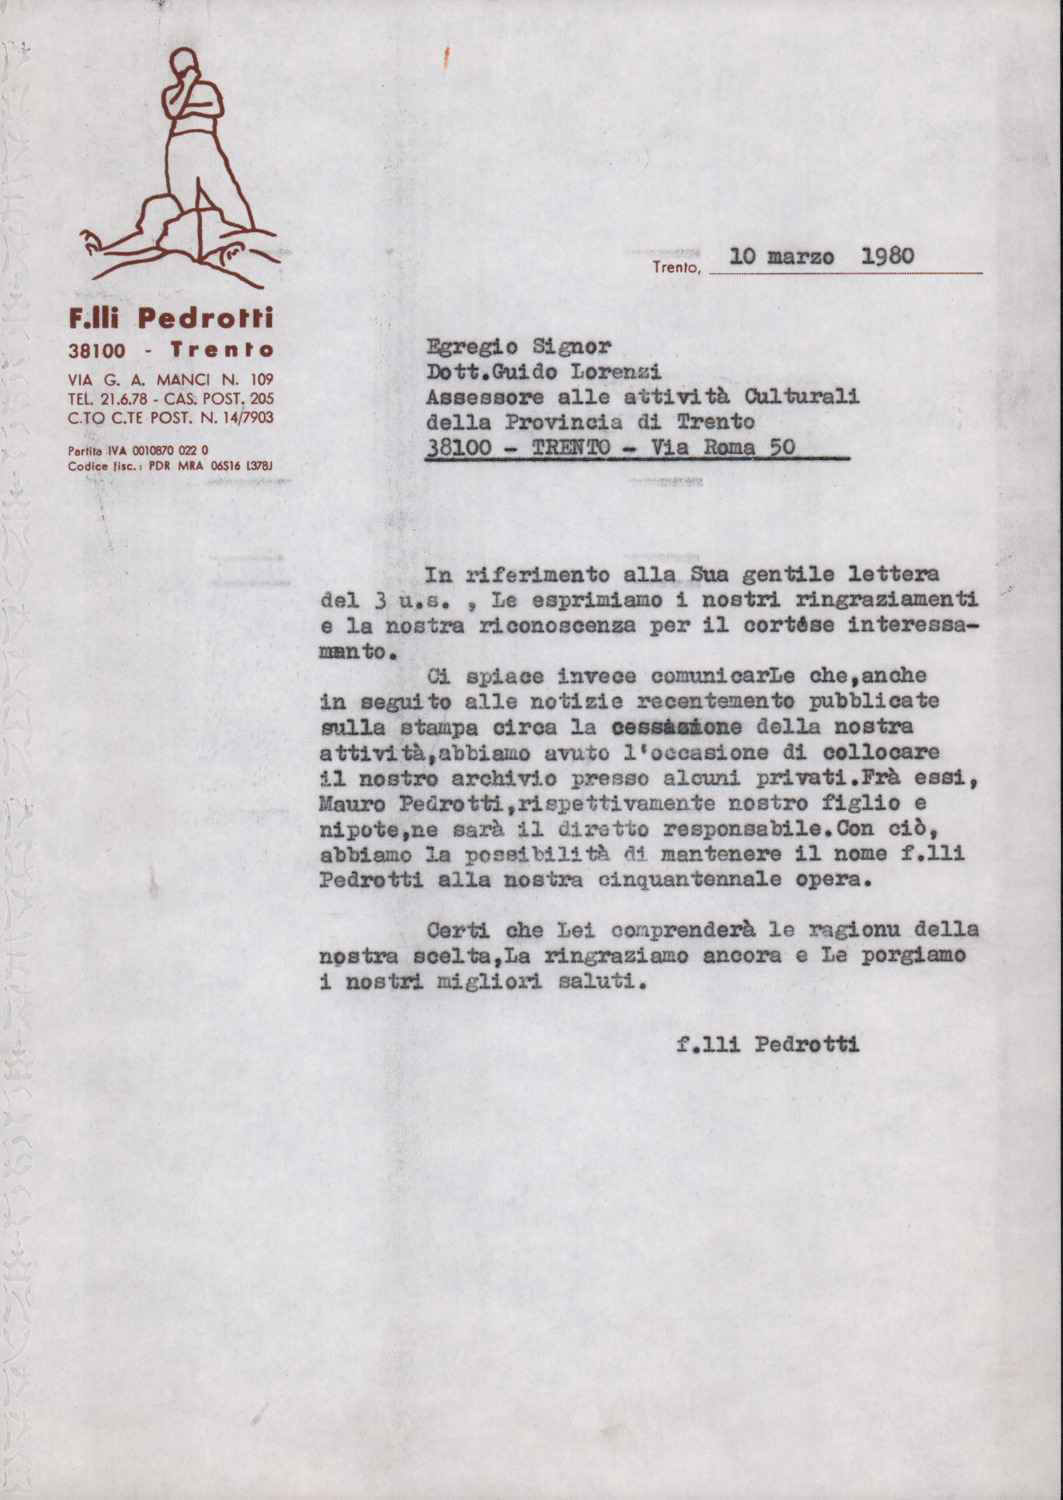 F.lli Pedrotti
38100 - Trento
VIA G. A. MANCI N. 109
TEL. 21.6.78 - CAS. POST. 205
C.TO C.TE POST. N. 14/7903
Partita IVA 0010870 022 0
Codice fisc.: PDR MRA 06S16 L378J
Trento, 10 marzo 1980
Egregio Signor
Dott.Guido Lorenzi
Assessore alle attività Culturali
della Provincia di Trento
38100 - TRENTO - Via Roma 50
In riferimento alla Sua gentile lettera
del 3 u.s. , Le esprimiamo i nostri ringraziamenti
e la nostra riconoscenza per il cortése interessa-
manto.
Ci spiace invece comunicarLe che,anche
in seguito alle notizie recentemento pubblicate
sulla stampa circa la cessazione della nostra
attività,abbiamo avuto l'occasione di collocare
il nostro archivio presso alcuni privati.Frà essi,
Mauro Pedrotti,rispettivamente nostro figlio e
nipote,ne sarà il diretto responsabile.Con ciò,
abbiamo la possibilità di mantenere il nome f.lli
Pedrotti alla nostra cinquantennale opera.
Certi che Lei comprenderà le ragionu della
nostra scelta,La ringraziamo ancora e Le porgiamo
i nostri migliori saluti.
f.lli Pedrotti